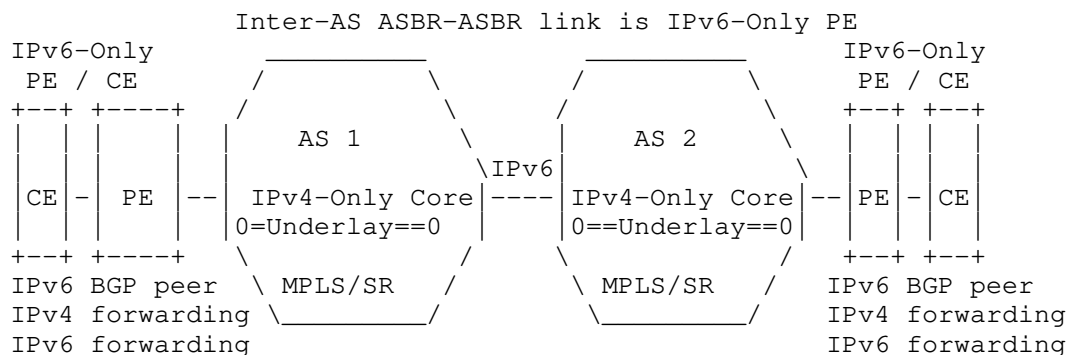 Inter-AS ASBR-ASBR link is IPv6-Only PE
IPv6-Only IPv6-Only
PE / CE PE / CE
AS 1 AS 2
IPv6
CE PE IPv4-Only Core IPv4-Only Core PE CE
0=Underlay==0 0==Underlay==0
IPv6 BGP peer MPLS/SR MPLS/SR IPv6 BGP peer
IPv4 forwarding IPv4 forwarding
IPv6 forwarding IPv6 forwarding